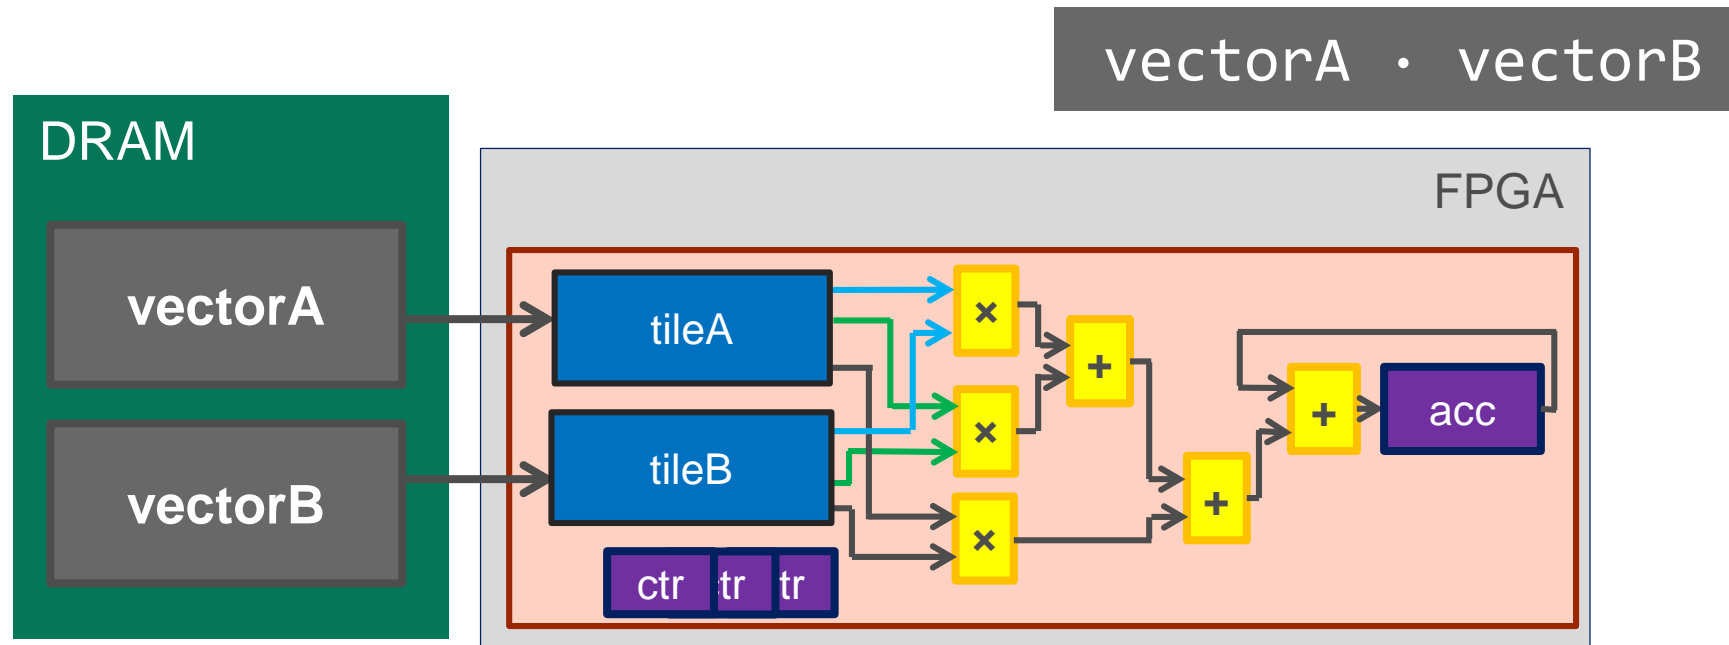 vectorA · vectorB
DRAM
FPGA
vectorA
tileA
×
+
×
+
acc
vectorB
tileB
+
×
ctr
tr
tr